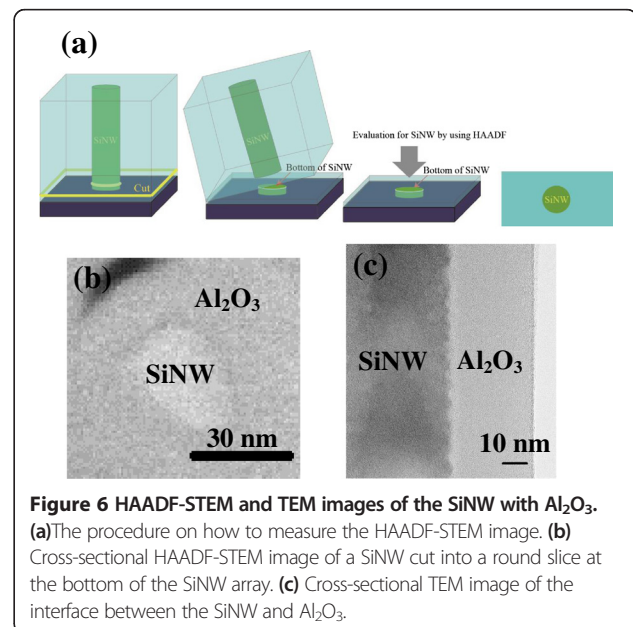 (a)
SiNW
Cut
SiNW
Bottom of SiNW
Evaluation for SiNW by using HAADF
Bottom of SiNW
SiNW
(b)
Al₂O₃
SiNW
30 nm
(c)
SiNW
Al₂O₃
10 nm
Figure 6 HAADF-STEM and TEM images of the SiNW with Al₂O₃.
(a)The procedure on how to measure the HAADF-STEM image. (b)
Cross-sectional HAADF-STEM image of a SiNW cut into a round slice at
the bottom of the SiNW array. (c) Cross-sectional TEM image of the
interface between the SiNW and Al₂O₃.